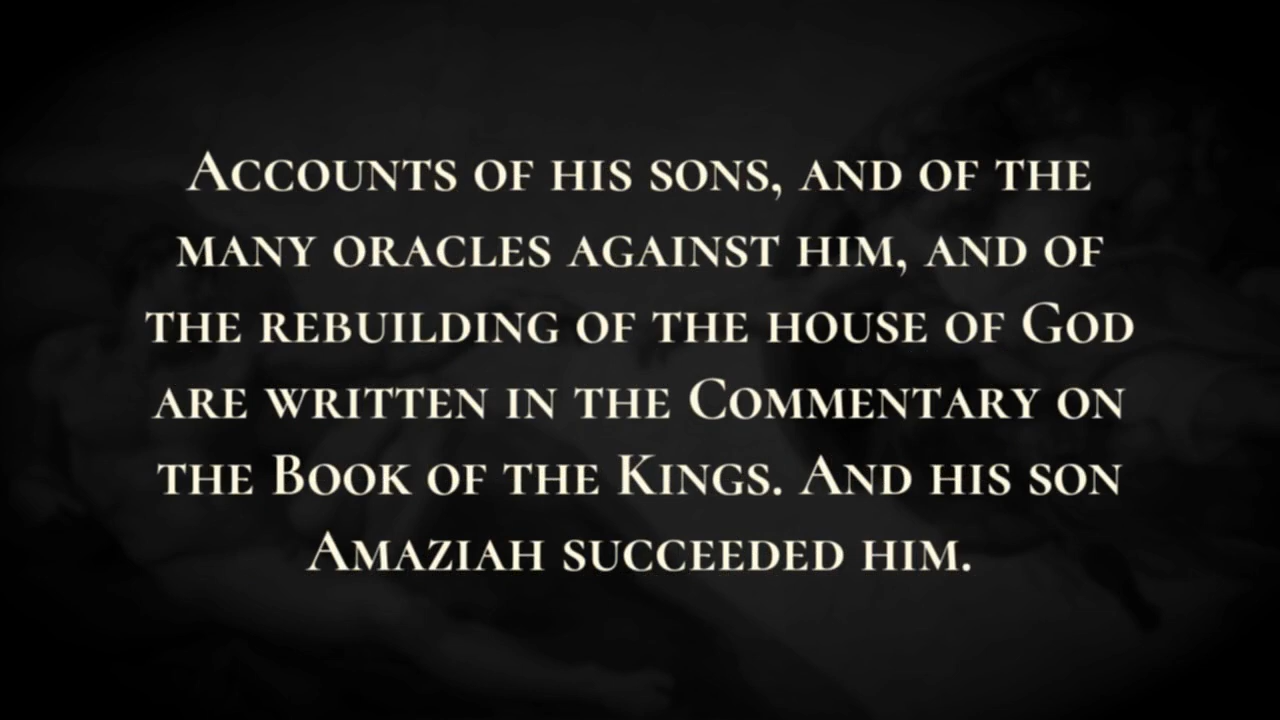 Accounts of his sons, and of the
many oracles against him, and of
the rebuilding of the house of God
are written in the Commentary on
the Book of the Kings. And his son
Amaziah succeeded him.